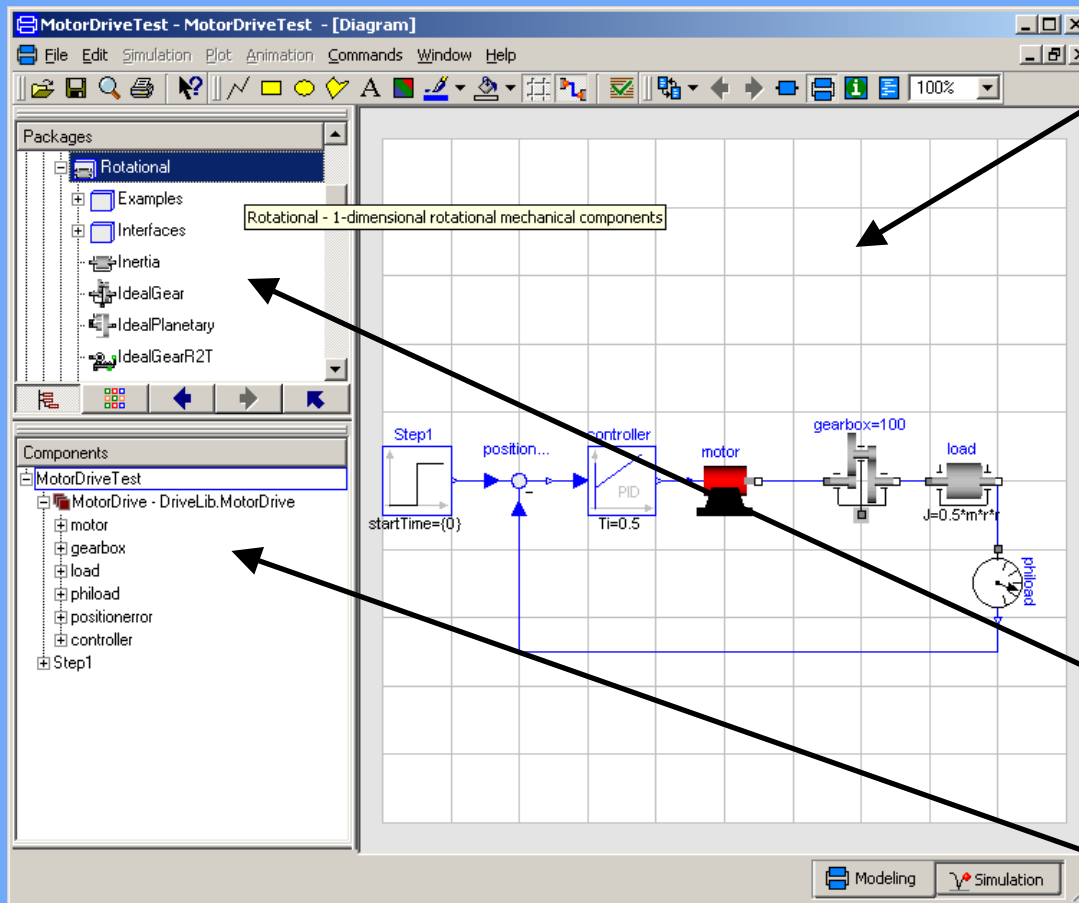 MotorDriveTest - MotorDriveTest - [Diagram]
File Edit Simulation Plot Animation Commands Window Help
A
100%
Packages
Rotational
Examples
Rotational - 1-dimensional rotational mechanical components
Interfaces
Inertia
IdealGear
IdealPlanetary
IdealGearR2T
Components
MotorDriveTest
MotorDrive - DriveLib.MotorDrive
motor
gearbox
load
phiload
positionerror
controller
Step1
gearbox=100
Step1
position...
controller
motor
load
-
PID
startTime={0}
Ti=0.5
J=0.5*m*r*r
phiload
Modeling
Simulation